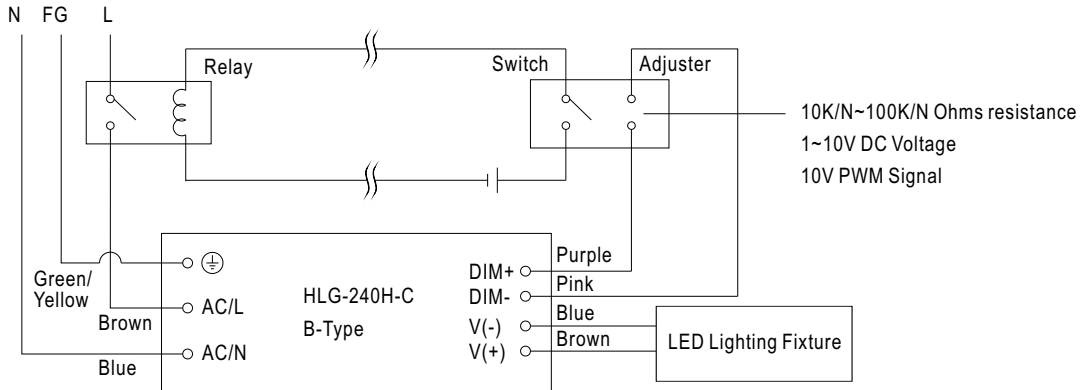 N FG L
Relay
Switch
Adjuster
10K/N~100K/N Ohms resistance
1~10V DC Voltage
10V PWM Signal
Green/
Yellow
Brown
Blue
AC/L
AC/N
HLG-240H-C
B-Type
DIM+
DIM-
V(-)
V(+)
Purple
Pink
Blue
Brown
LED Lighting Fixture